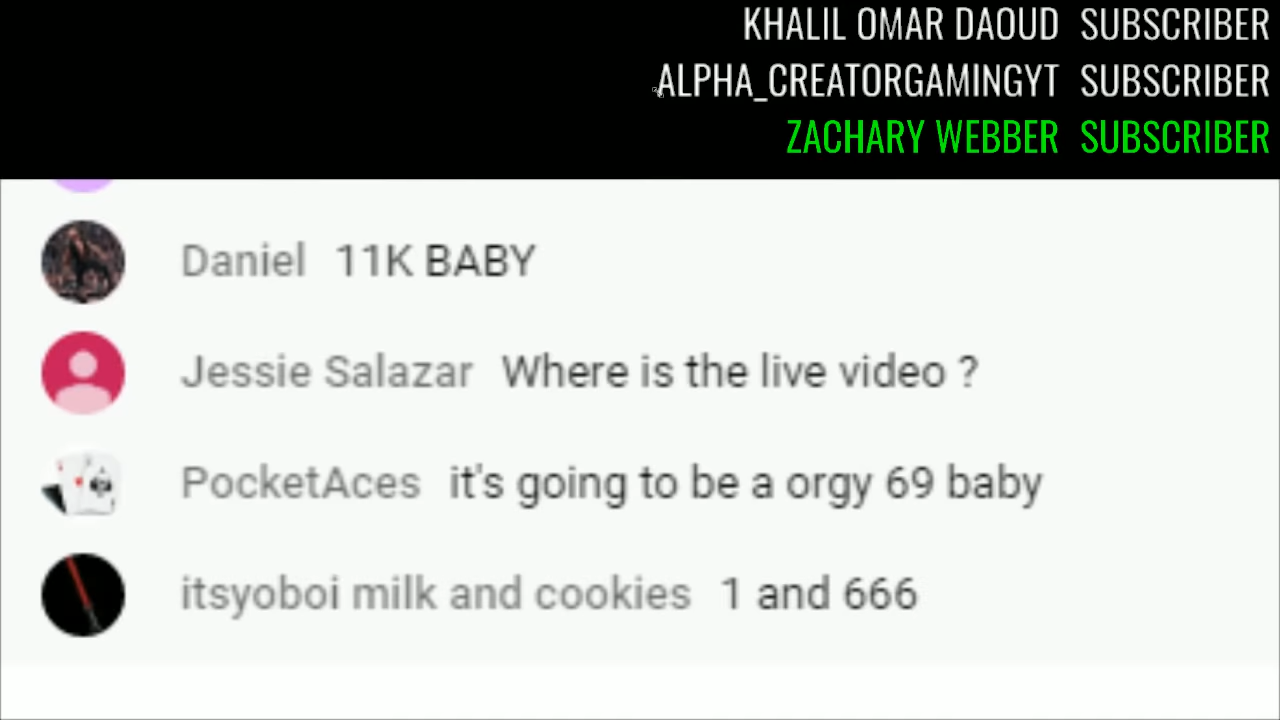 KHALIL OMAR DAOUD SUBSCRIBER
ALPHA_CREATORGAMINGYT SUBSCRIBER
ZACHARY WEBBER SUBSCRIBER
Daniel 11K BABY
Jessie Salazar Where is the live video ?
PocketAces it's going to be a orgy 69 baby
itsyoboi milk and cookies 1 and 666